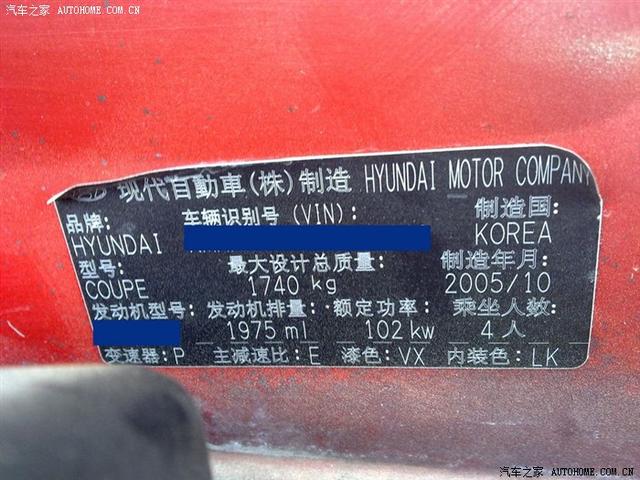 汽车之家 AUTOHOME.COM.CN
现代自動車(株)制造 HYUNDAI MOTOR COMPANY
品牌: 车辆识别号 (VIN): 制造国:
HYUNDAI KOREA
型号: 最大设计总质量: 制造年月:
COUPE 1740 kg 2005/10
发动机型号: 发动机排量: 额定功率: 乘坐人数:
1975 ml 102 kw 4 人
变速器: P 主减速比: E 漆色: VX 内装色: LK
汽车之家 AUTOHOME.COM.CN